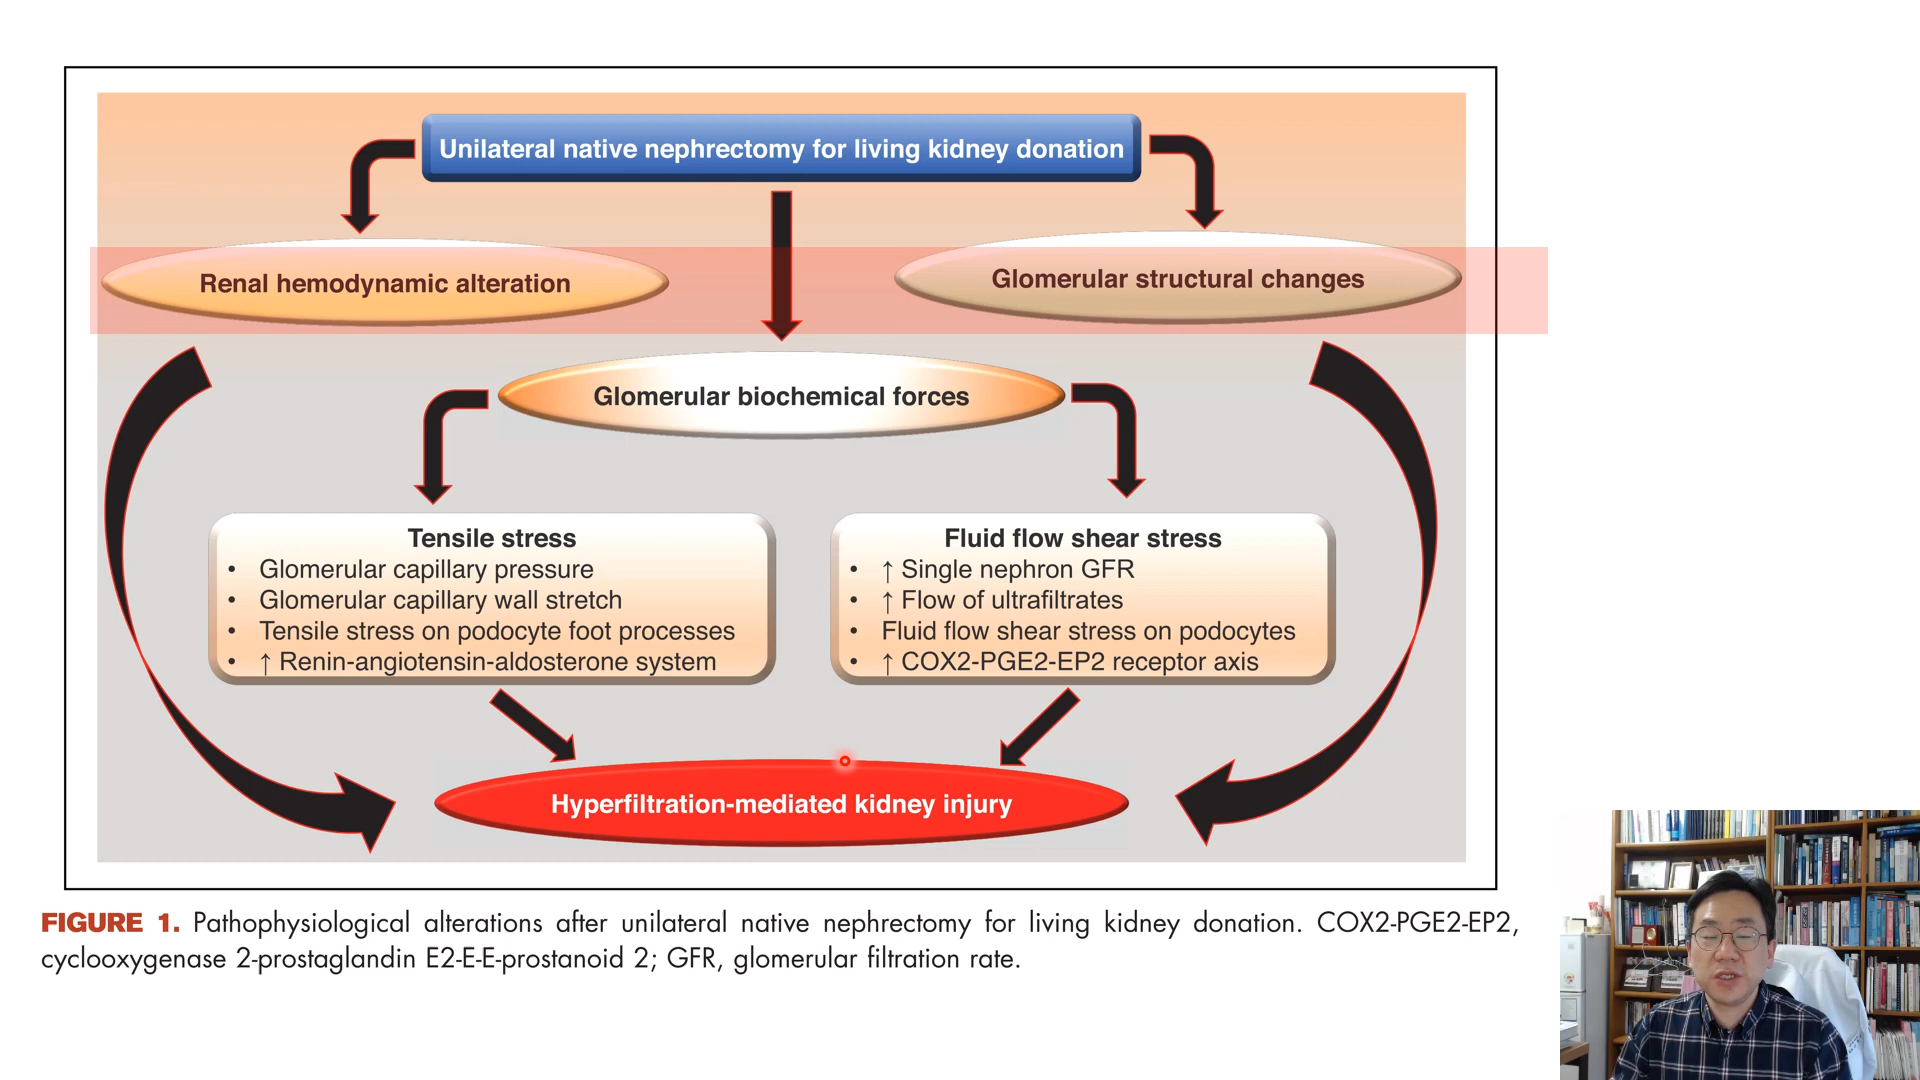 Unilateral native nephrectomy for living kidney donation
Renal hemodynamic alteration
Glomerular structural changes
Glomerular biochemical forces
Tensile stress
• Glomerular capillary pressure
• Glomerular capillary wall stretch
• Tensile stress on podocyte foot processes
• ↑ Renin-angiotensin-aldosterone system
Fluid flow shear stress
• ↑ Single nephron GFR
• ↑ Flow of ultrafiltrates
• Fluid flow shear stress on podocytes
• ↑ COX2-PGE2-EP2 receptor axis
Hyperfiltration-mediated kidney injury
FIGURE 1. Pathophysiological alterations after unilateral native nephrectomy for living kidney donation. COX2-PGE2-EP2,
cyclooxygenase 2-prostaglandin E2-E-E-prostanoid 2; GFR, glomerular filtration rate.